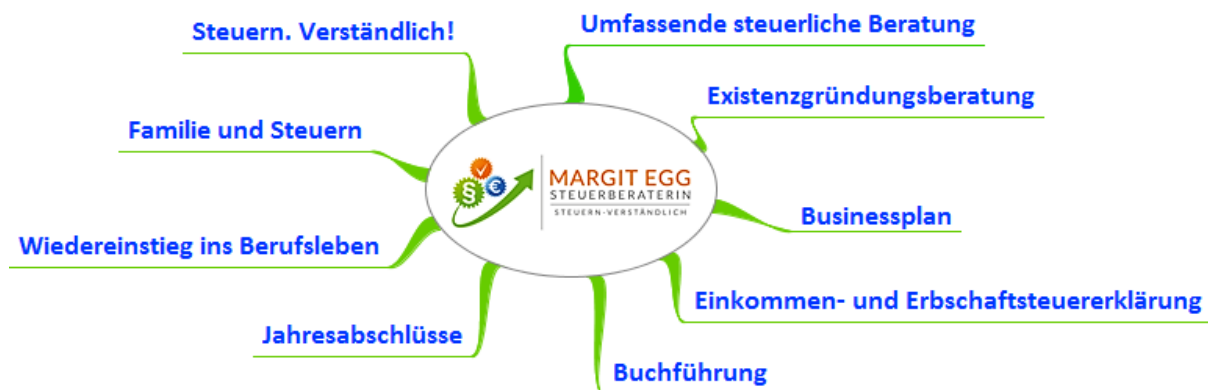 Steuern. Verständlich!
Umfassende steuerliche Beratung
Existenzgründungsberatung
Familie und Steuern
§
€
MARGIT EGG
STEUERBERATERIN
STEUERN-VERSTÄNDLICH
Businessplan
Wiedereinstieg ins Berufsleben
Einkommen- und Erbschaftsteuererklärung
Jahresabschlüsse
Buchführung